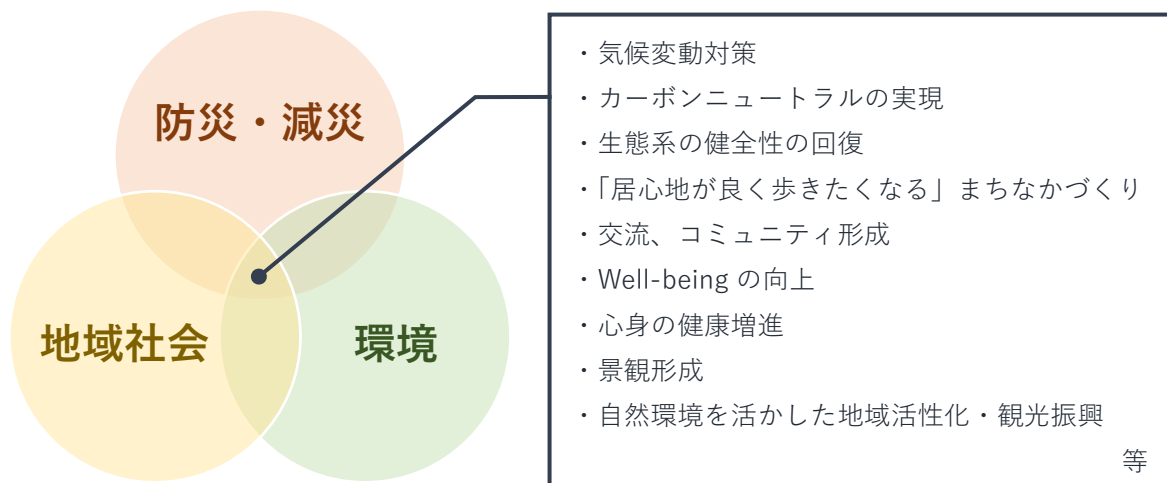 防災・減災
地域社会
環境
・気候変動対策
・カーボンニュートラルの実現
・生態系の健全性の回復
・「居心地が良く歩きたくなる」まちなかづくり
・交流、コミュニティ形成
・Well-being の向上
・心身の健康増進
・景観形成
・自然環境を活かした地域活性化・観光振興
等